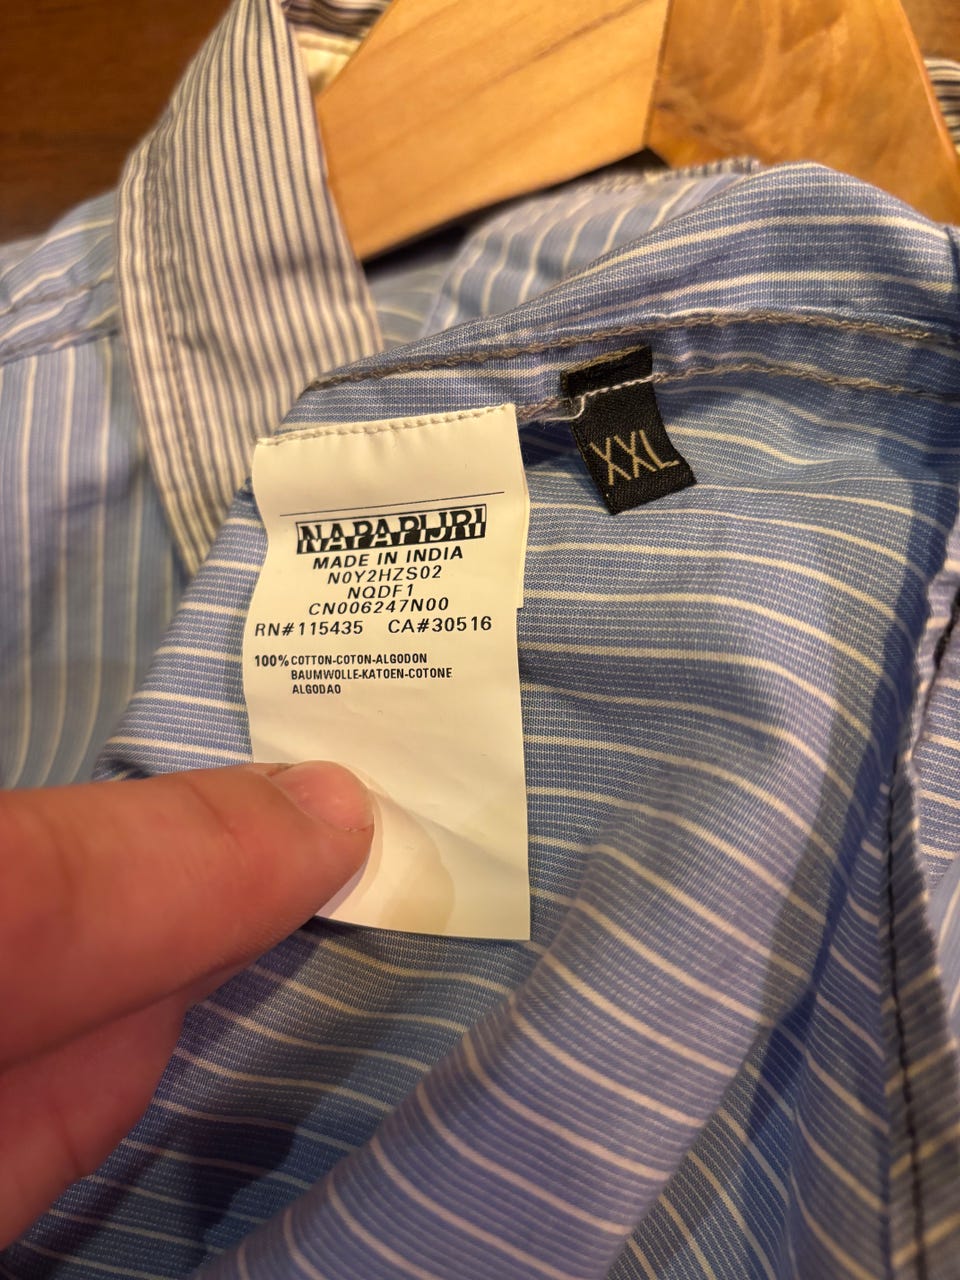 XXL
NAPAPIJRI
MADE IN INDIA
N0Y2HZS02
NQDF1
CN006247N00
RN#115435 CA#30516
100% COTTON-COTON-ALGODON
BAUMWOLLE-KATOEN-COTONE
ALGODAO